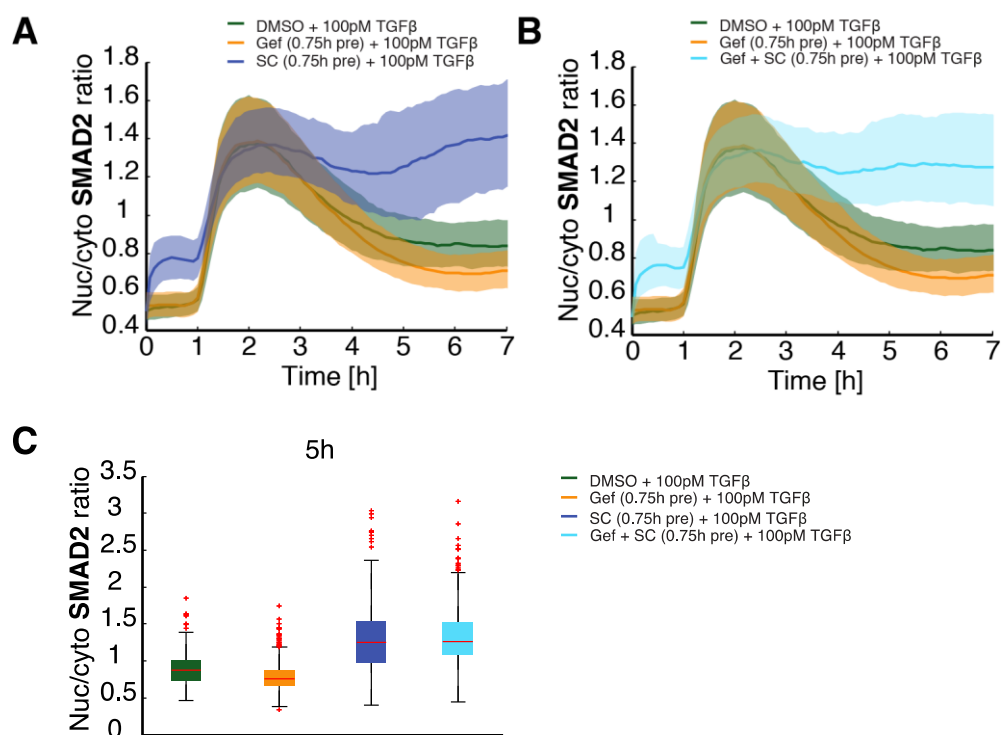 A
DMSO + 100pM TGFβ
Gef (0.75h pre) + 100pM TGFβ
SC (0.75h pre) + 100pM TGFβ
Nuc/cyto SMAD2 ratio
1.8
1.6
1.4
1.2
1
0.8
0.6
0.4
0 1 2 3 4 5 6 7
Time [h]
B
DMSO + 100pM TGFβ
Gef (0.75h pre) + 100pM TGFβ
Gef + SC (0.75h pre) + 100pM TGFβ
Nuc/cyto SMAD2 ratio
1.8
1.6
1.4
1.2
1
0.8
0.6
0.4
0 1 2 3 4 5 6 7
Time [h]
C
5h
Nuc/cyto SMAD2 ratio
3.5
3
2.5
2
1.5
1
0.5
0
DMSO + 100pM TGFβ
Gef (0.75h pre) + 100pM TGFβ
SC (0.75h pre) + 100pM TGFβ
Gef + SC (0.75h pre) + 100pM TGFβ